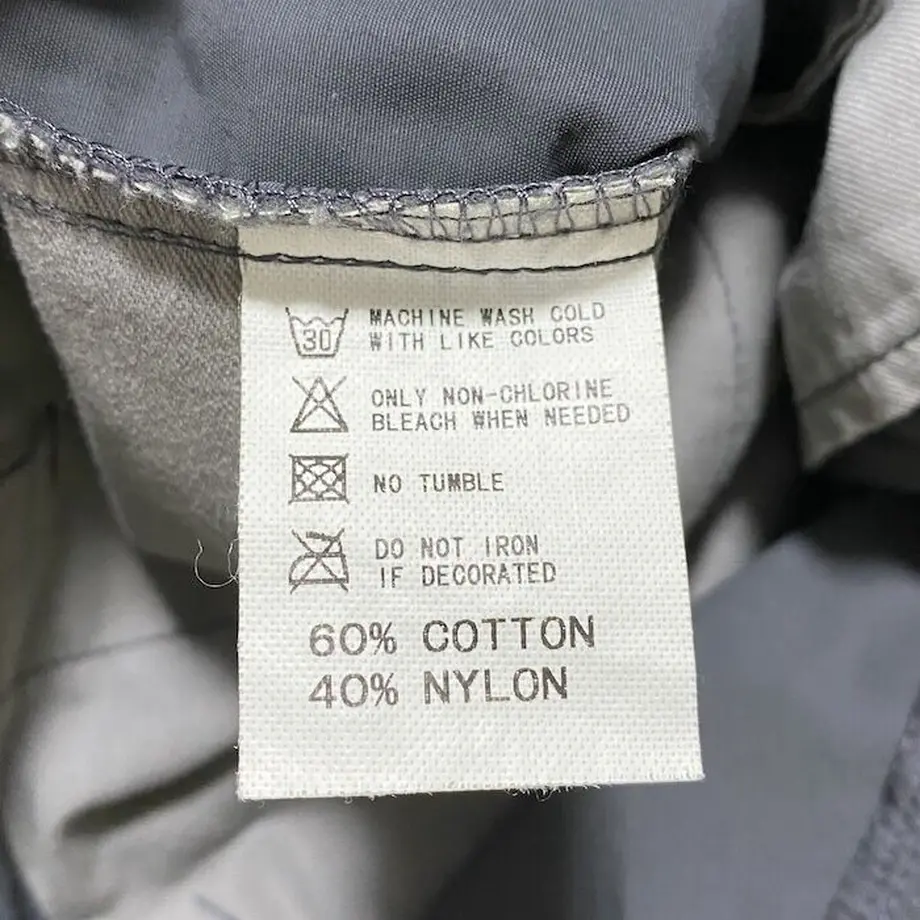 30
MACHINE WASH COLD
WITH LIKE COLORS
ONLY NON-CHLORINE
BLEACH WHEN NEEDED
NO TUMBLE
DO NOT IRON
IF DECORATED
60% COTTON
40% NYLON